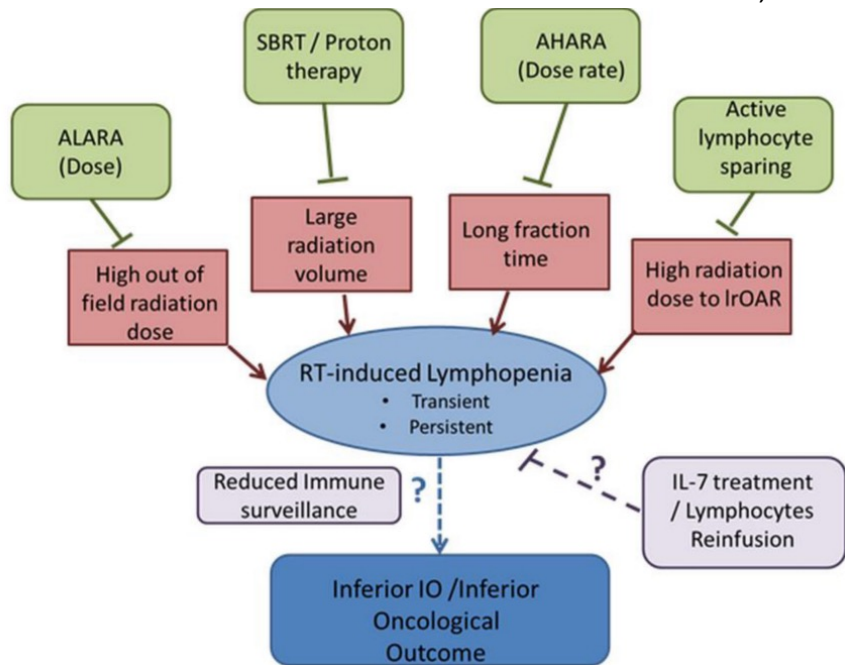 SBRT / Proton
therapy
AHARA
(Dose rate)
ALARA
(Dose)
Active
lymphocyte
sparing
Large
radiation
volume
Long fraction
time
High out of
field radiation
dose
High radiation
dose to lrOAR
RT-induced Lymphopenia
• Transient
• Persistent
Reduced Immune
surveillance
?
?
IL-7 treatment
/ Lymphocytes
Reinfusion
Inferior IO /Inferior
Oncological
Outcome